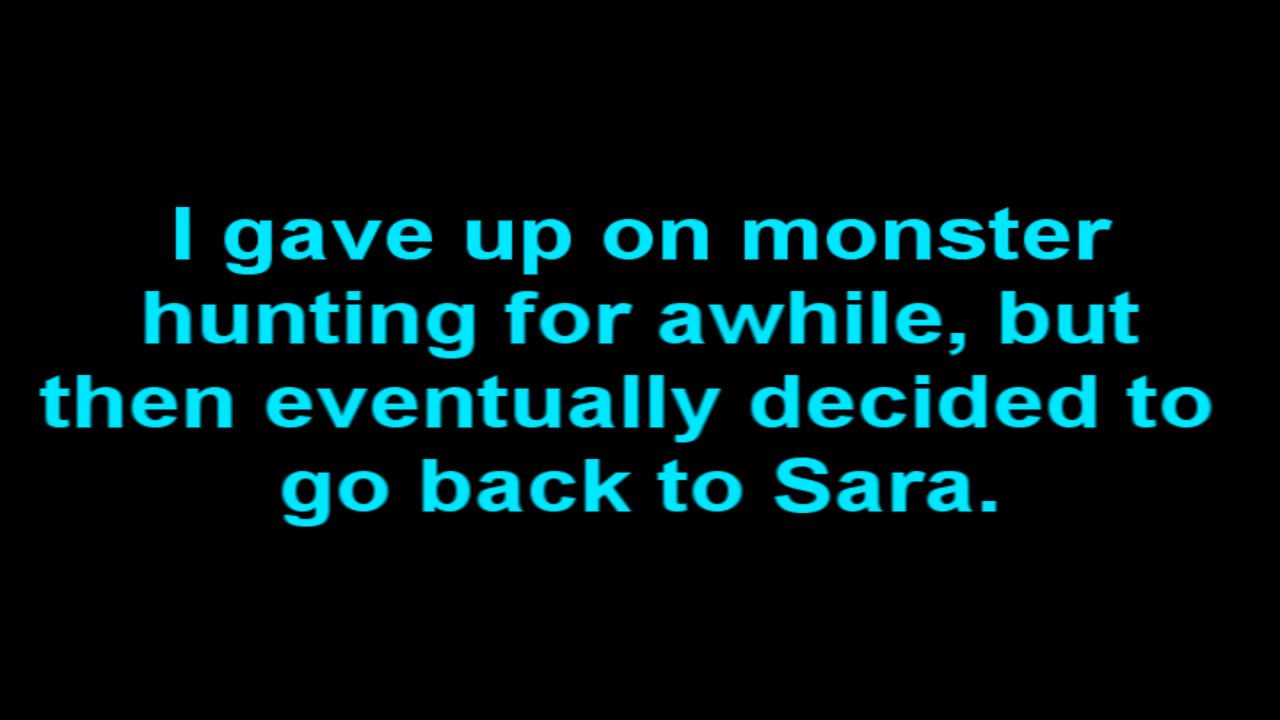 I gave up on monster
hunting for awhile, but
then eventually decided to
go back to Sara.